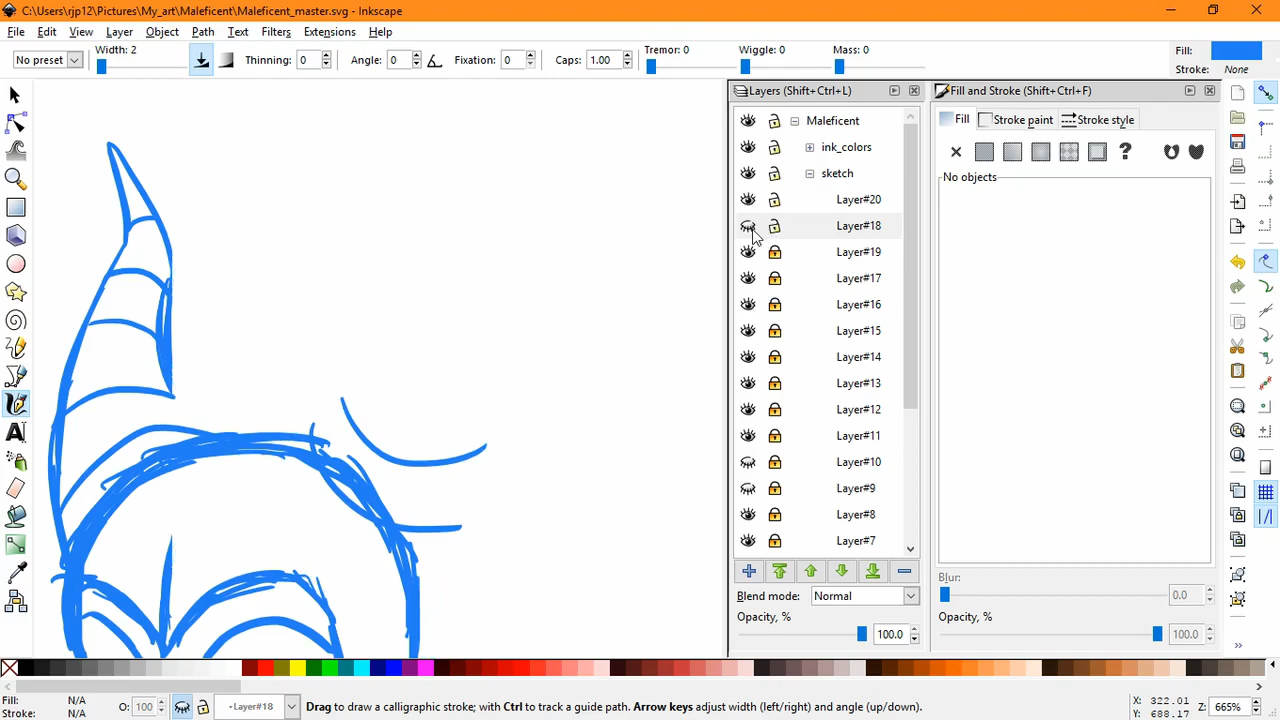 C:\Users\rjp12\Pictures\My_art\Maleficent\Maleficent_master.svg - Inkscape
File Edit View Layer Object Path Text Filters Extensions Help
No preset Width: 2 Thinning: 0 Angle: 0 Fixation: 0 Caps: 1.00 Tremor: 0 Wiggle: 0 Mass: 0 Fill:
Stroke: None
Layers (Shift+Ctrl+L) Fill and Stroke (Shift+Ctrl+F)
Maleficent Fill Stroke paint Stroke style
ink_colors ?
sketch No objects
Layer#20
Layer#18
Layer#19
Layer#17
Layer#16
Layer#15
Layer#14
Layer#13
Layer#12
Layer#11
Layer#10
Layer#9
Layer#8
Layer#7
Blur:
Blend mode: Normal 0.0
Opacity, % Opacity, %
100.0 100.0
Fill: N/A O: 100 -Layer#18 Drag to draw a calligraphic stroke; with Ctrl to track a guide path. Arrow keys adjust width (left/right) and angle (up/down). X: 322.01 Z: 665%
Stroke: N/A Y: 688.17